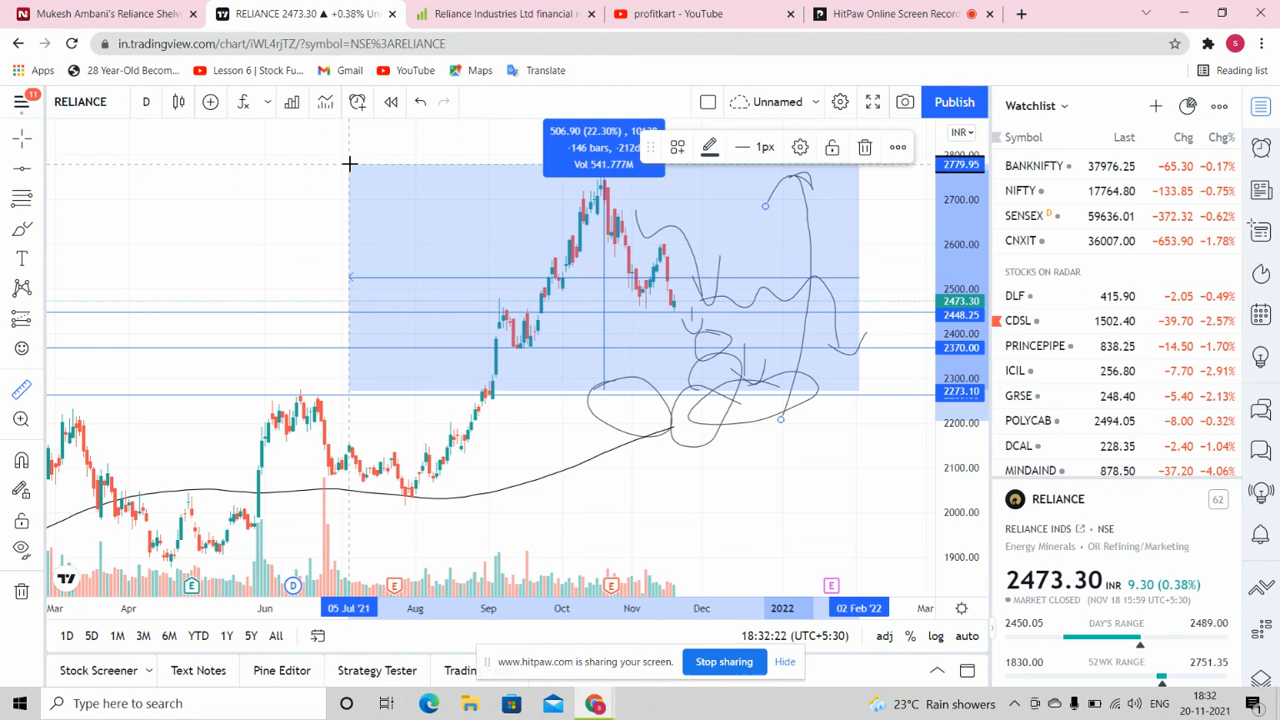 Mukesh Ambani's Reliance Shelve
RELIANCE 2473.30 ▲ +0.38% Un
Reliance Industries Ltd financial r
profitkart - YouTube
HitPaw Online Screen Record
in.tradingview.com/chart/iWL4rjTZ/?symbol=NSE%3ARELIANCE
Apps
28 Year-Old Becom...
Lesson 6 | Stock Fu...
Gmail
YouTube
Maps
Translate
Reading list
11
RELIANCE
D
Unnamed
Publish
Watchlist
INR
506.90 (22.30%) ,
-146 bars, -212d
Vol 541.777M
1px
Symbol Last Chg Chg%
BANKNIFTY 37976.25 -65.30 -0.17%
NIFTY 17764.80 -133.85 -0.75%
SENSEX D 59636.01 -372.32 -0.62%
CNXIT 36007.00 -653.90 -1.78%
STOCKS ON RADAR
DLF 415.90 -2.05 -0.49%
CDSL 1502.40 -39.70 -2.57%
PRINCEPIPE 838.25 -14.50 -1.70%
ICIL 256.80 -7.70 -2.91%
GRSE 248.40 -5.40 -2.13%
POLYCAB 2494.05 -8.00 -0.32%
DCAL 228.35 -2.40 -1.04%
MINDAIND 878.50 -37.20 -4.06%
2800.00
2779.95
2700.00
2600.00
2500.00
2473.30
2448.25
2400.00
2370.00
2300.00
2273.10
2200.00
2100.00
2000.00
1900.00
RELIANCE 62
RELIANCE INDS NSE
Energy Minerals • Oil Refining/Marketing
2473.30 INR 9.30 (0.38%)
MARKET CLOSED (NOV 18 15:59 UTC+5:30)
2450.05 DAY'S RANGE 2489.00
1830.00 52WK RANGE 2751.35
E D E E E
Mar Apr Jun 05 Jul '21 Aug Sep Oct Nov Dec 2022 02 Feb '22 Mar
1D 5D 1M 3M 6M YTD 1Y 5Y All
18:32:22 (UTC+5:30) adj % log auto
Stock Screener Text Notes Pine Editor Strategy Tester Tradin
www.hitpaw.com is sharing your screen. Stop sharing Hide
Type here to search
23°C Rain showers
ENG
18:32
20-11-2021
1